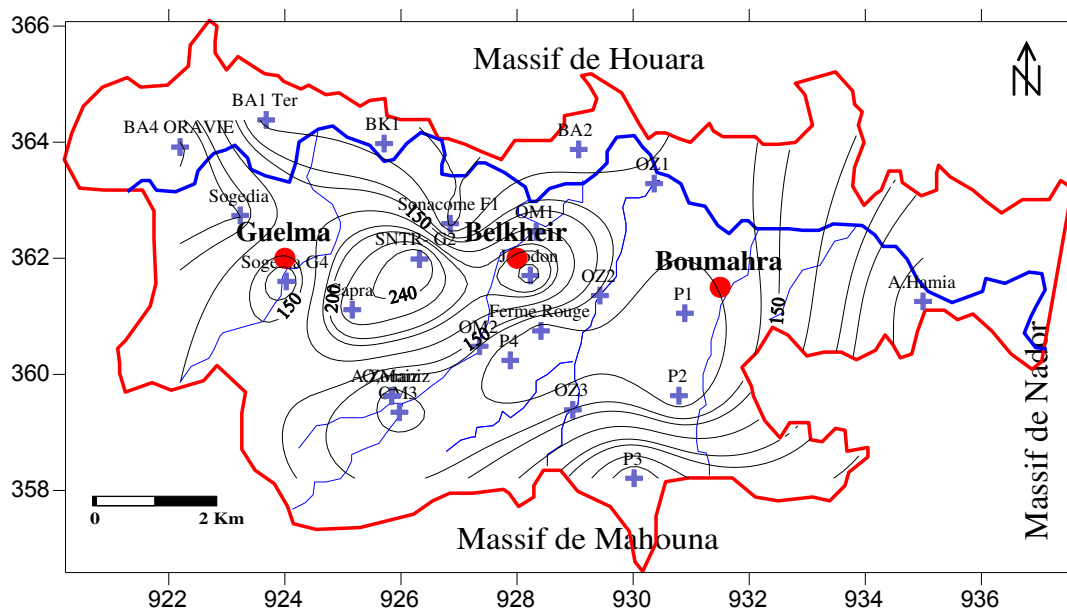 366
Massif de Houara
N
BA1 Ter
BA4 ORAVIE
BK1
BA2
364
OZ1
Sogedia
Sonacome F1
150
OM1
Guelma
SNTR- G2
Belkheir
362
Boumahra
A.Hamia
200
240
150
OZ2
P1
150
Ferme Rouge
OM2
150
P4
360
P2
OM3
OZ3
P3
358
0
2 Km
Massif de Mahouna
Massif de Nador
922
924
926
928
930
932
934
936